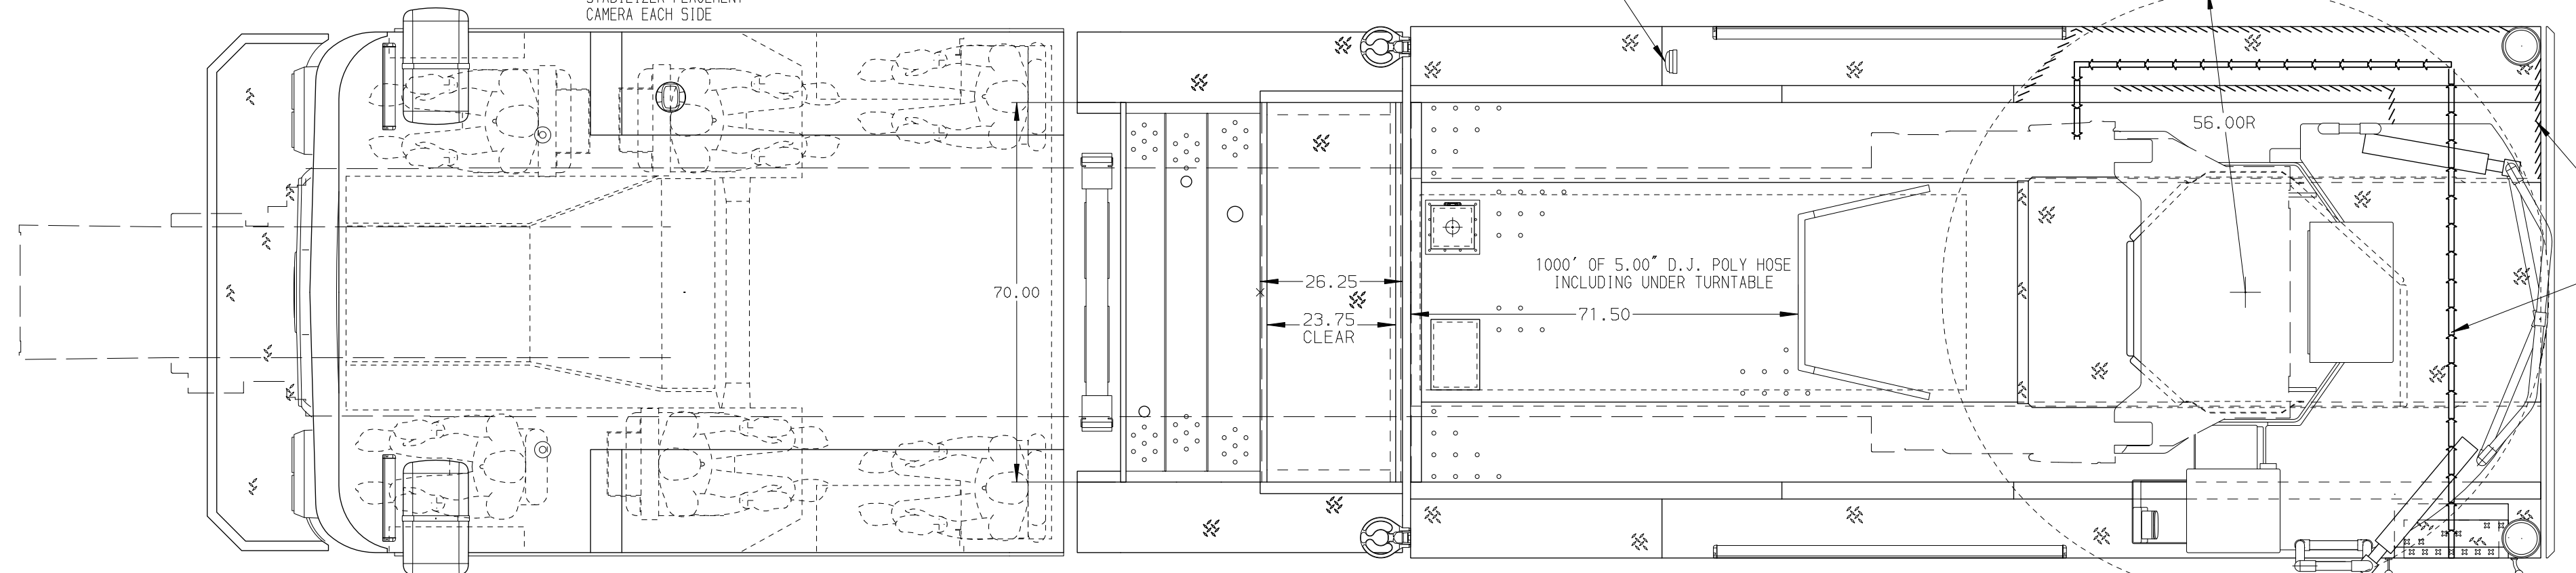 CAMERA EACH SIDE
56.00R
70.00
26.25
23.75
CLEAR
1000' OF 5.00" D.J. POLY HOSE
INCLUDING UNDER TURNTABLE
71.50